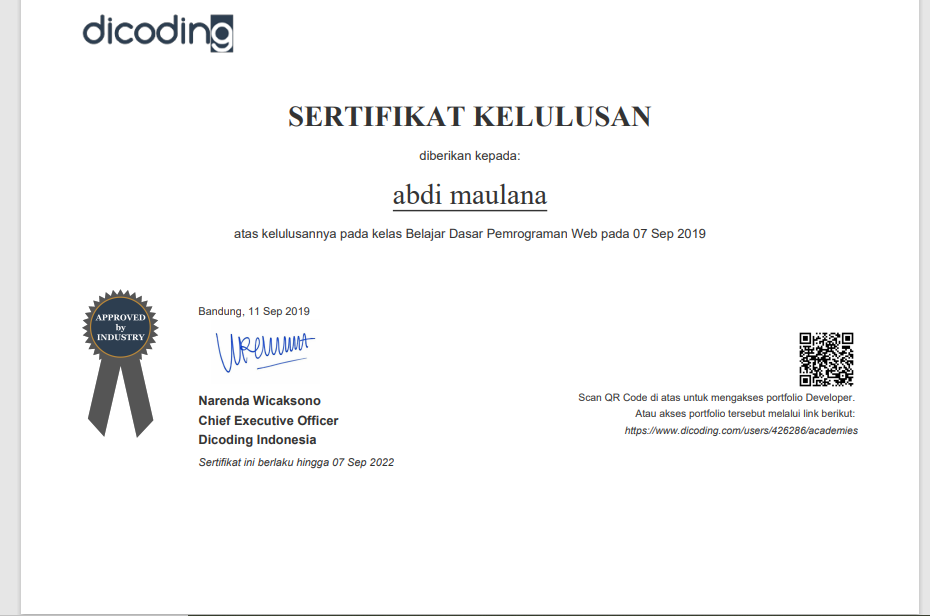 dicoding
SERTIFIKAT KELULUSAN
diberikan kepada:
abdi maulana
atas kelulusannya pada kelas Belajar Dasar Pemrograman Web pada 07 Sep 2019
APPROVED
by
INDUSTRY
Bandung, 11 Sep 2019
Narenda Wicaksono
Chief Executive Officer
Dicoding Indonesia
Sertifikat ini berlaku hingga 07 Sep 2022
Scan QR Code di atas untuk mengakses portfolio Developer.
Atau akses portfolio tersebut melalui link berikut:
https://www.dicoding.com/users/426286/academies